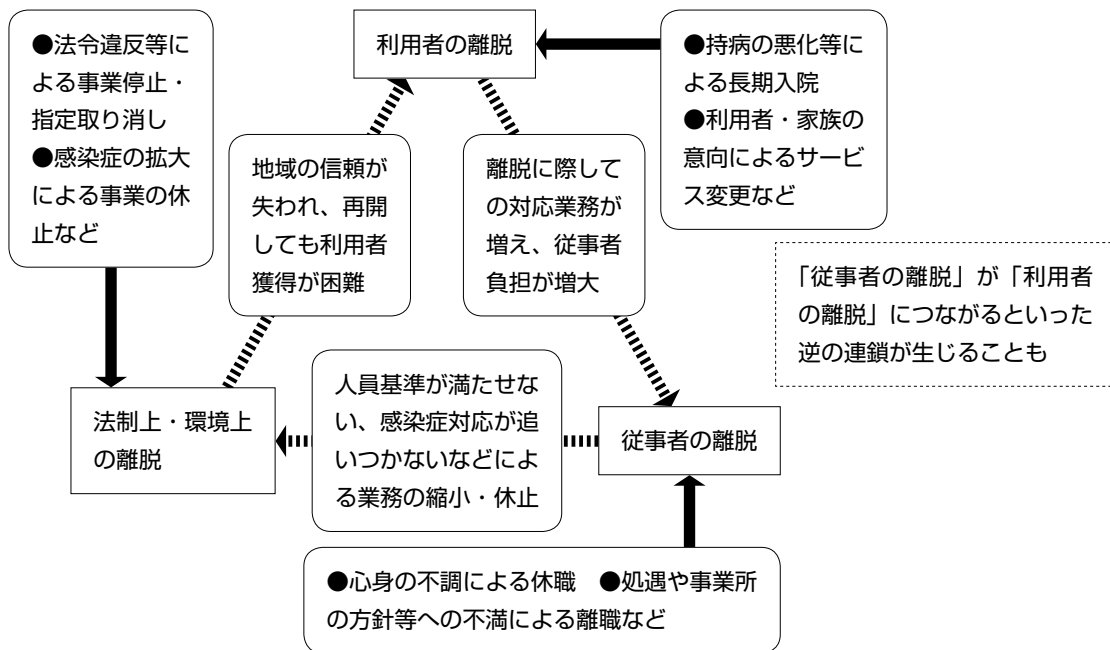 ●法令違反等に
よる事業停止・
指定取り消し
●感染症の拡大
による事業の休
止など
利用者の離脱
●持病の悪化等に
よる長期入院
●利用者・家族の
意向によるサービ
ス変更など
地域の信頼が
失われ、再開
しても利用者
獲得が困難
離脱に際して
の対応業務が
増え、従事者
負担が増大
「従事者の離脱」が「利用者
の離脱」につながるといった
逆の連鎖が生じることも
法制上・環境上
の離脱
人員基準が満たせな
い、感染症対応が追
いつかないなどによ
る業務の縮小・休止
従事者の離脱
●心身の不調による休職　●処遇や事業所
の方針等への不満による離職など